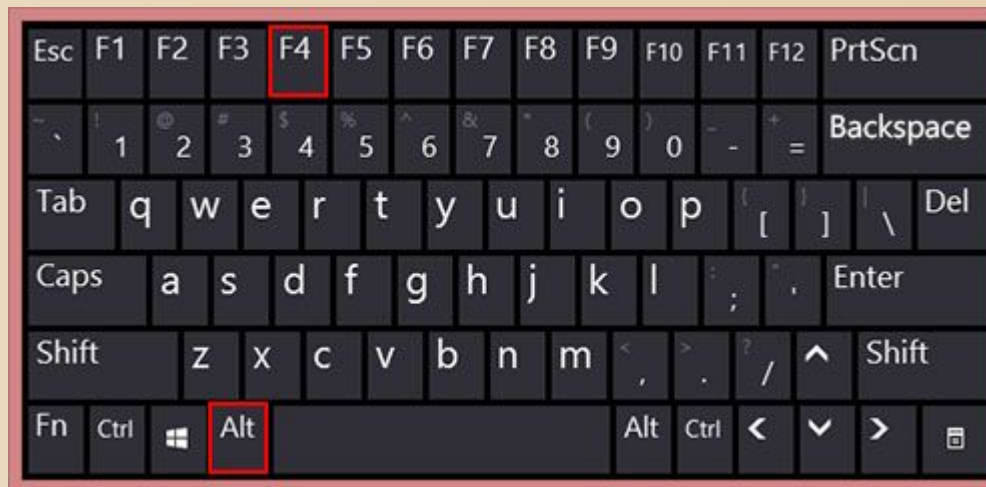 Esc F1 F2 F3 F4 F5 F6 F7 F8 F9 F10 F11 F12 PrtScn
~ ` ! 1 @ 2 # 3 $ 4 % 5 ^ 6 & 7 * 8 ( 9 ) 0 _ - + = Backspace
Tab q w e r t y u i o p { [ } ] | \ Del
Caps a s d f g h j k l : ; " ' Enter
Shift z x c v b n m < , > . ? / Shift
Fn Ctrl Alt Alt Ctrl